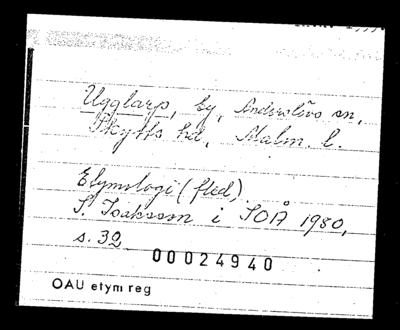 Ugglarp, by, Anderslövs sn,
Skytts hd, Malm. l.
Etymologi (fled)
S. Isaksson i SOÅ 1980,
s. 32
00024940
OAU etym reg